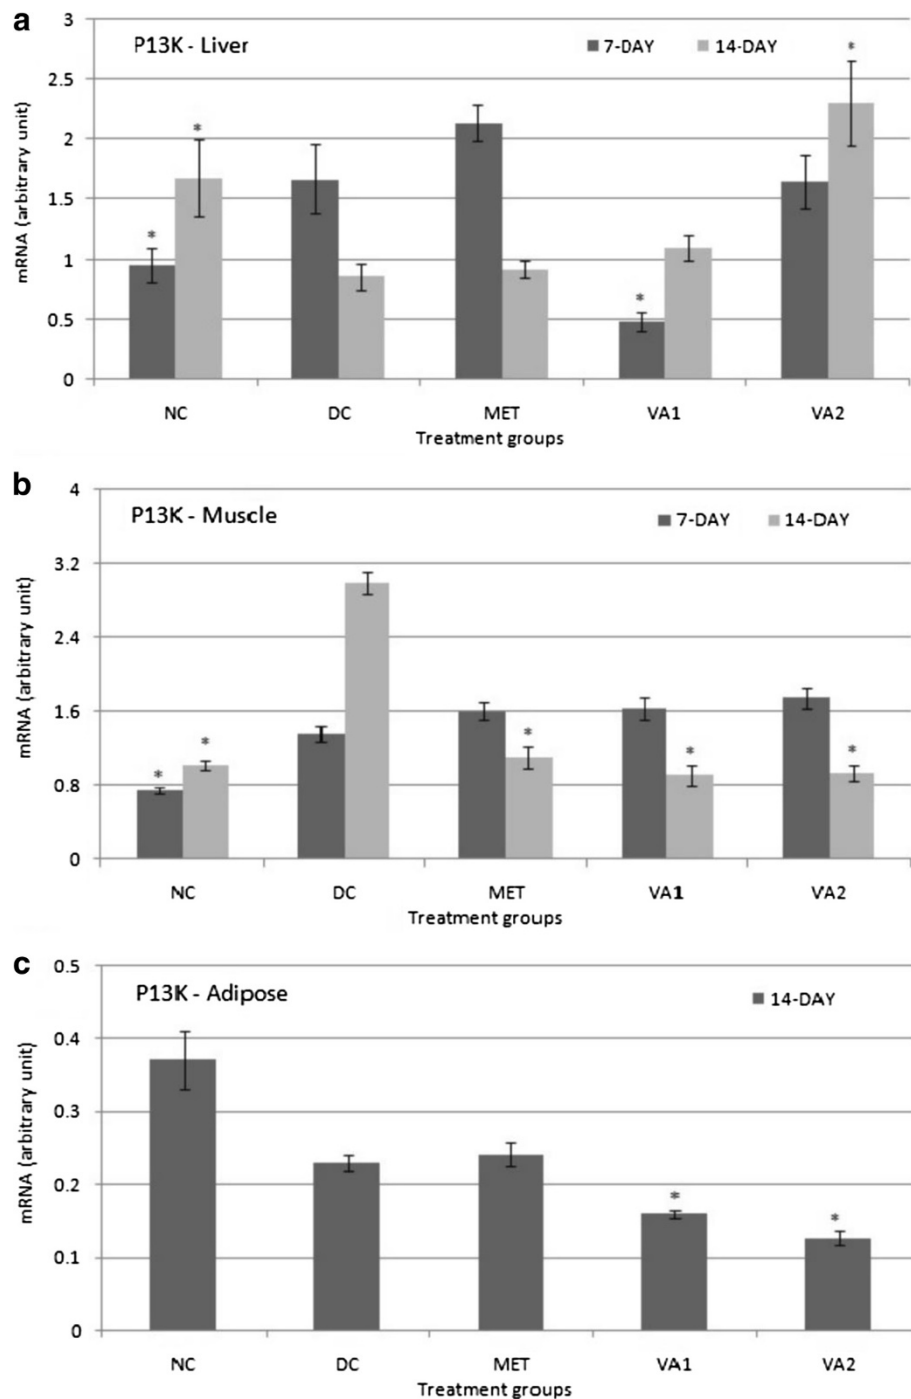 a
P13K - Liver
7-DAY 14-DAY
mRNA (arbitrary unit)
3
2.5
2
1.5
1
0.5
0
* * * *
NC DC MET VA1 VA2
Treatment groups
b
P13K - Muscle
7-DAY 14-DAY
mRNA (arbitrary unit)
4
3.2
2.4
1.6
0.8
0
* * * * *
NC DC MET VA1 VA2
Treatment groups
c
P13K - Adipose
14-DAY
mRNA (arbitrary unit)
0.5
0.4
0.3
0.2
0.1
0
* *
NC DC MET VA1 VA2
Treatment groups